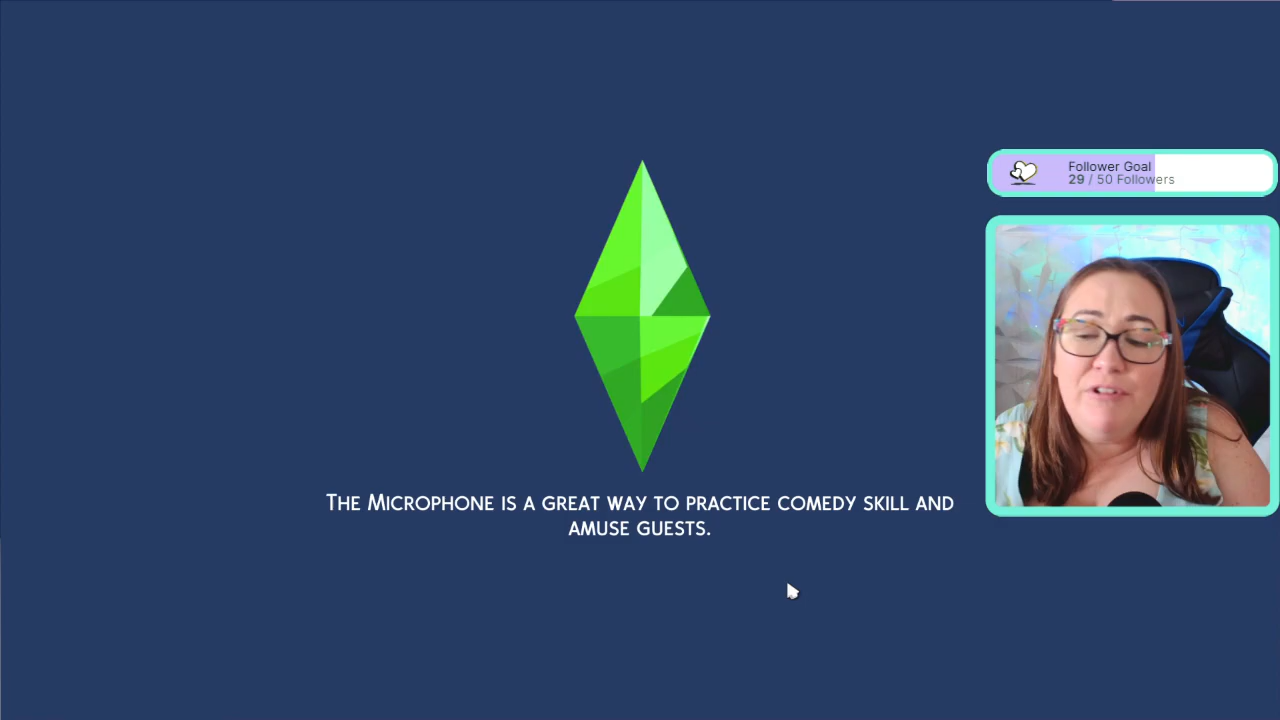 Follower Goal
29 / 50 Followers
The Microphone is a great way to practice comedy skill and
amuse guests.